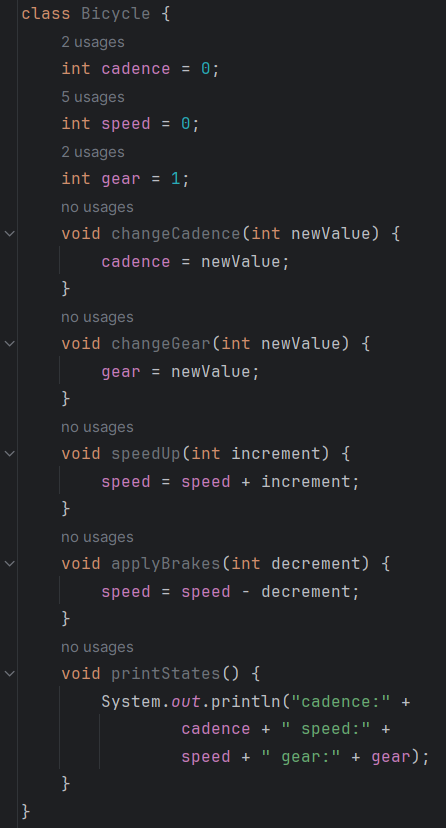 class Bicycle {
2 usages
int cadence = 0;
5 usages
int speed = 0;
2 usages
int gear = 1;
no usages
void changeCadence(int newValue) {
cadence = newValue;
}
no usages
void changeGear(int newValue) {
gear = newValue;
}
no usages
void speedUp(int increment) {
speed = speed + increment;
}
no usages
void applyBrakes(int decrement) {
speed = speed - decrement;
}
no usages
void printStates() {
System.out.println("cadence:" +
cadence + " speed:" +
speed + " gear:" + gear);
}
}